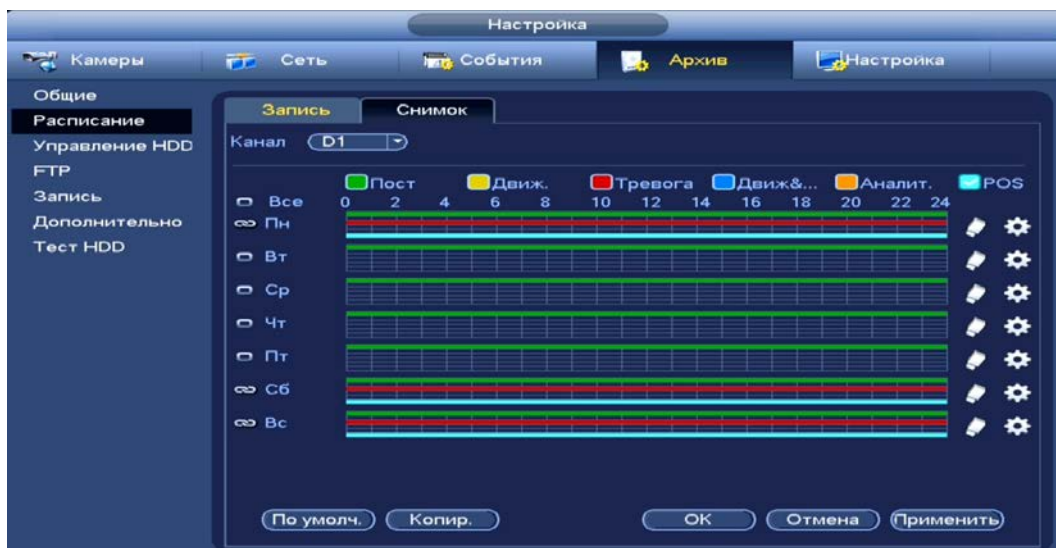 Настройка
Камеры Сеть События Архив Настройка
Общие
Расписание
Управление HDD
FTP
Запись
Дополнительно
Тест HDD
Запись Снимок
Канал D1
Пост Движ. Тревога Движ&... Аналит. POS
Все 0 2 4 6 8 10 12 14 16 18 20 22 24
Пн
Вт
Ср
Чт
Пт
Сб
Вс
По умолч. Копир. OK Отмена Применить